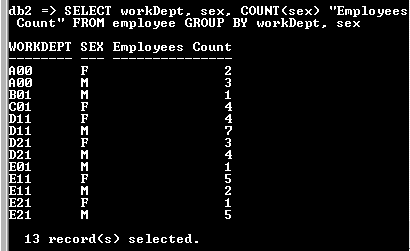 db2 => SELECT workDept, sex, COUNT(sex) "Employees
Count" FROM employee GROUP BY workDept, sex
WORKDEPT SEX Employees Count
-------- --- ---------------
A00 F 2
A00 M 3
B01 M 1
C01 F 4
D11 F 4
D11 M 7
D21 F 3
D21 M 4
E01 M 1
E11 F 5
E11 M 2
E21 F 1
E21 M 5
13 record(s) selected.